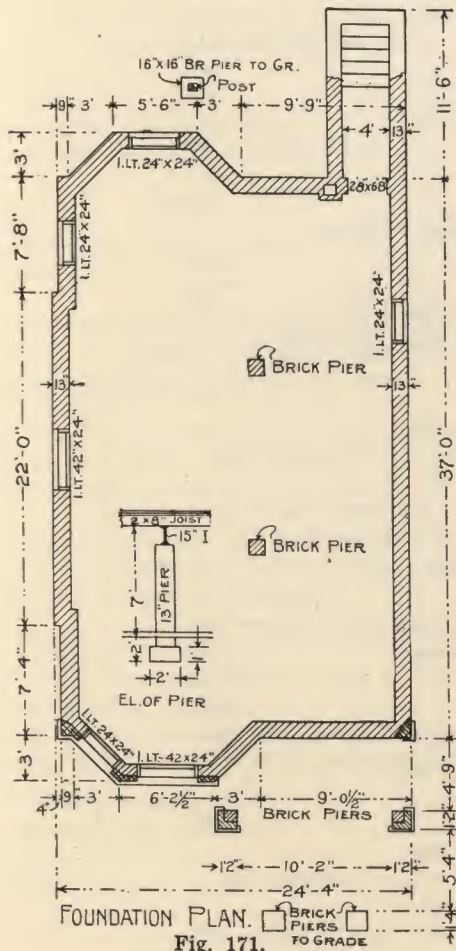 16"x16" BR PIER TO GR.
POST
9" 3' 5'-6" 3' 9'-9"
11'-6"
4' 13"
3'
1.LT.24"x24"
28x68
7'-8"
1.LT.24"x24"
1.LT.24"x24"
BRICK PIER
13" 13"
22'-0"
1.LT.42"x24"
37'-0"
2x8" JOIST
15" I
BRICK PIER
7'
13" PIER
2' 1'
2'
EL. OF PIER
7'-4"
1.LT.24x24"
1.LT-42x24"
3'
4" 9" 3' 6'-2½" 3' 9'-0½"
4'-9"
BRICK PIERS
1'2"
1'2" 10'-2" 1'2"
5'-4"
24'-4"
FOUNDATION PLAN.
BRICK
PIERS
TO GRADE
Fig. 171.